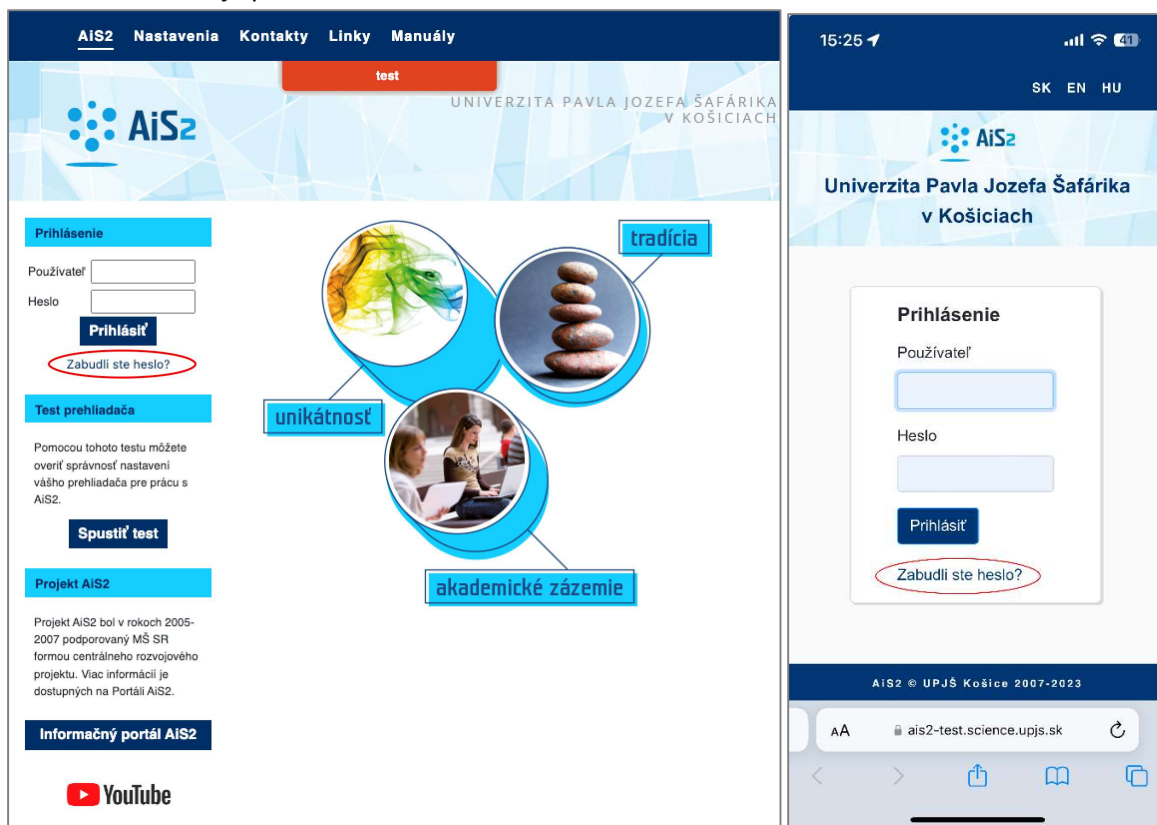 AiS2 Nastavenia Kontakty Linky Manuály
test
UNIVERZITA PAVLA JOZEFA ŠAFÁRIKA
V KOŠICIACH
AiS2
Prihlásenie
Používateľ
Heslo
Prihlásiť
Zabudli ste heslo?
Test prehliadača
Pomocou tohoto testu môžete
overiť správnosť nastavení
vášho prehliadača pre prácu s
AiS2.
Spustiť test
Projekt AiS2
Projekt AiS2 bol v rokoch 2005-
2007 podporovaný MŠ SR
formou centrálneho rozvojového
projektu. Viac informácií je
dostupných na Portáli AiS2.
Informačný portál AiS2
YouTube
tradícia
unikátnosť
akademické zázemie
15:25
41
SK EN HU
AiS2
Univerzita Pavla Jozefa Šafárika
v Košiciach
Prihlásenie
Používateľ
Heslo
Prihlásiť
Zabudli ste heslo?
AiS2 © UPJŠ Košice 2007-2023
AA ais2-test.science.upjs.sk